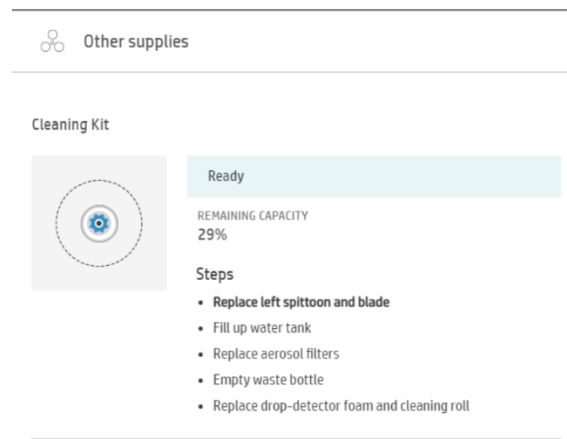 Other supplies
Cleaning Kit
Ready
REMAINING CAPACITY
29%
Steps
• Replace left spittoon and blade
• Fill up water tank
• Replace aerosol filters
• Empty waste bottle
• Replace drop-detector foam and cleaning roll